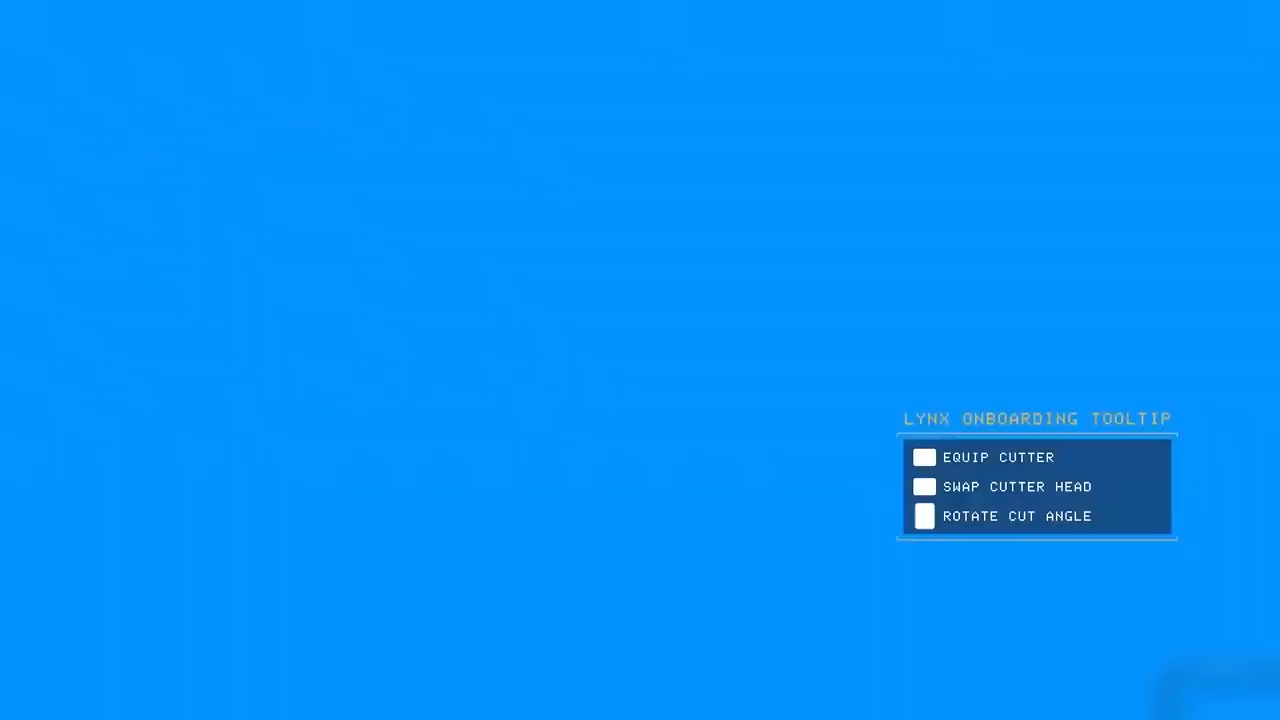 LYNX ONBOARDING TOOLTIP
EQUIP CUTTER
SWAP CUTTER HEAD
ROTATE CUT ANGLE